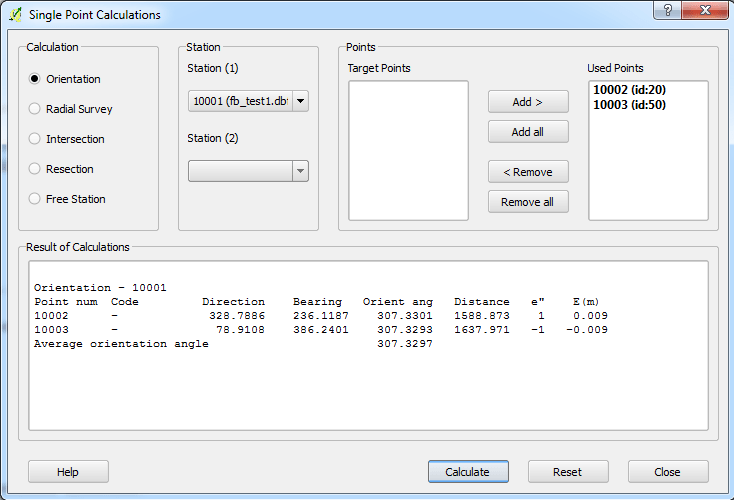 Single Point Calculations
Calculation
Orientation
Radial Survey
Intersection
Resection
Free Station
Station
Station (1)
10001 (fb_test1.db
Station (2)
Points
Target Points
Add >
Add all
< Remove
Remove all
Used Points
10002 (id:20)
10003 (id:50)
Result of Calculations
Orientation - 10001
Point num Code Direction Bearing Orient ang Distance e" E(m)
10002 - 328.7886 236.1187 307.3301 1588.873 1 0.009
10003 - 78.9108 386.2401 307.3293 1637.971 -1 -0.009
Average orientation angle 307.3297
Help
Calculate
Reset
Close